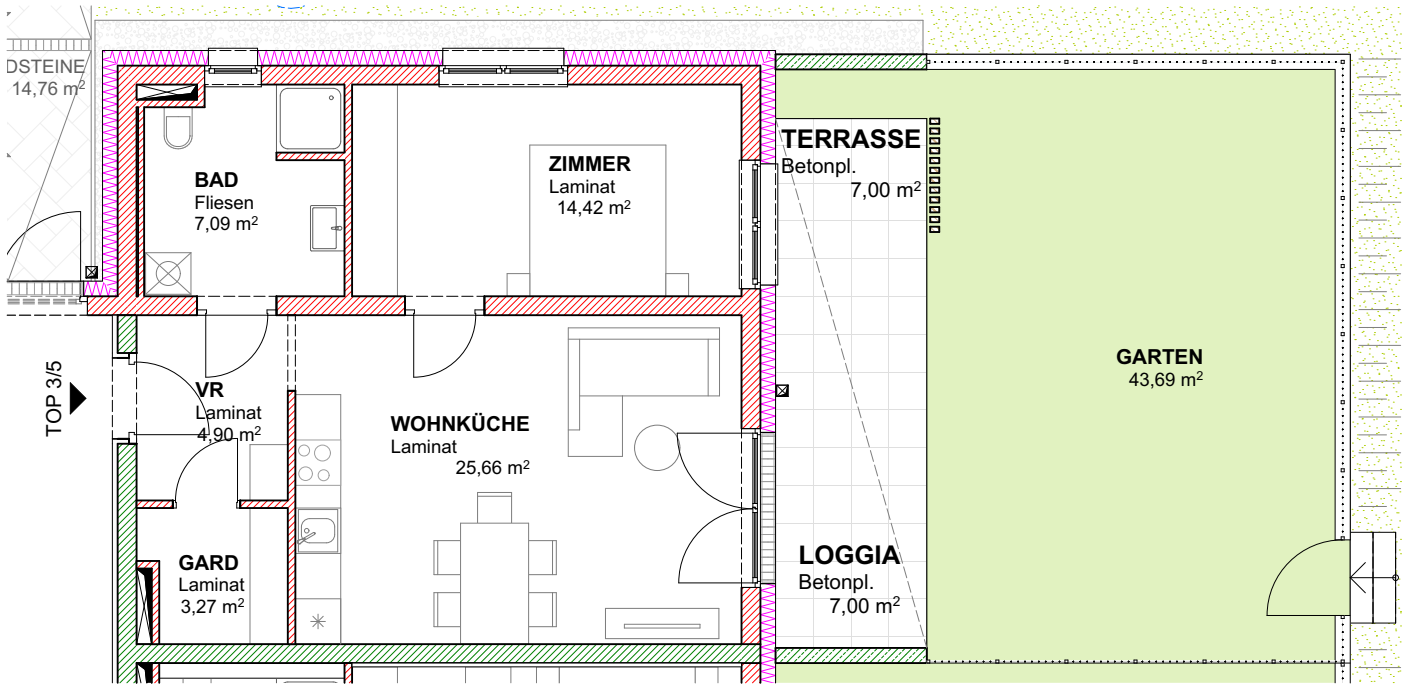 DSTEINE
14,76 m²
TERRASSE
Betonpl.
7,00 m²
ZIMMER
Laminat
14,42 m²
BAD
Fliesen
7,09 m²
GARTEN
43,69 m²
TOP 3/5
VR
Laminat
4,90 m²
WOHNKÜCHE
Laminat
25,66 m²
LOGGIA
Betonpl.
7,00 m²
GARD
Laminat
3,27 m²